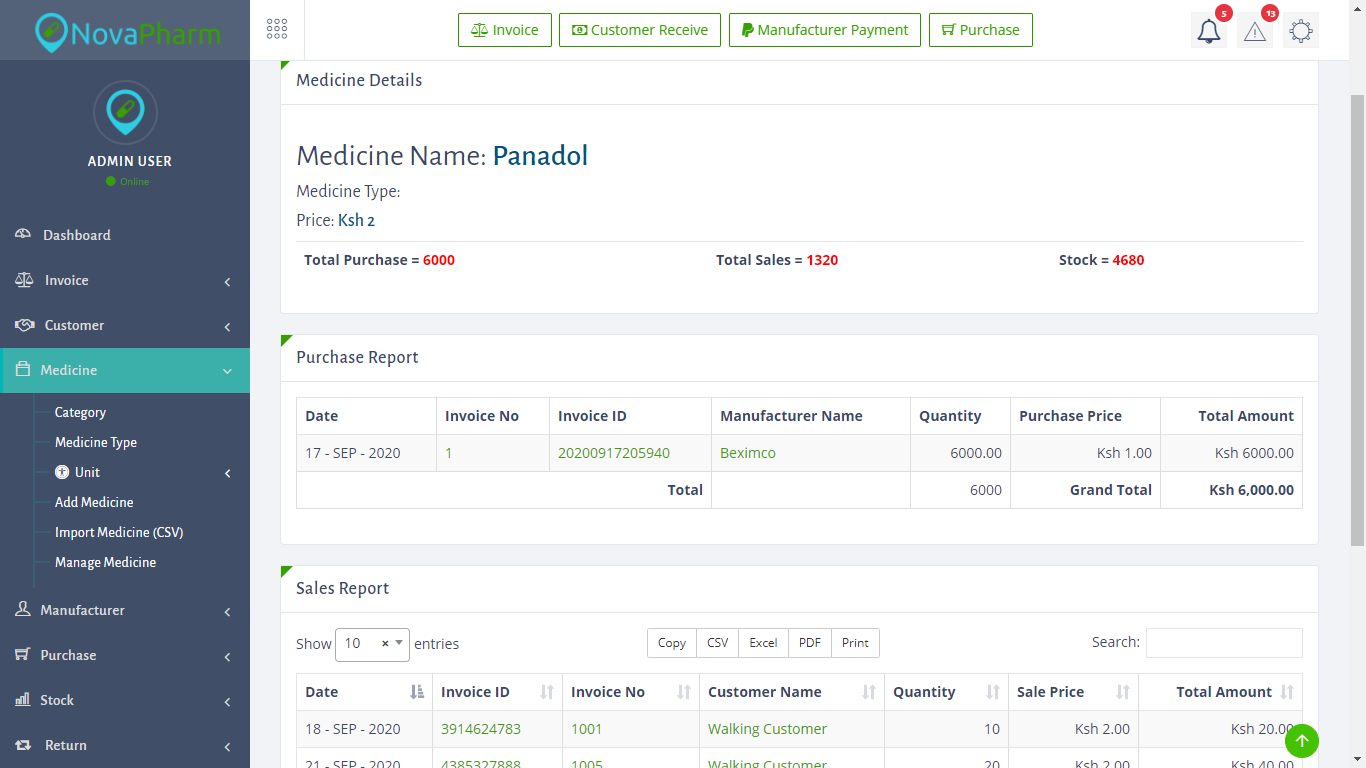 NovaPharm
Invoice
Customer Receive
Manufacturer Payment
Purchase
5
13
ADMIN USER
Online
Dashboard
Invoice
Customer
Medicine
Category
Medicine Type
Unit
Add Medicine
Import Medicine (CSV)
Manage Medicine
Manufacturer
Purchase
Stock
Return
Medicine Details
Medicine Name: Panadol
Medicine Type:
Price: Ksh 2
Total Purchase = 6000 Total Sales = 1320 Stock = 4680
Purchase Report
Date Invoice No Invoice ID Manufacturer Name Quantity Purchase Price Total Amount
17 - SEP - 2020 1 20200917205940 Beximco 6000.00 Ksh 1.00 Ksh 6000.00
Total 6000 Grand Total Ksh 6,000.00
Sales Report
Show 10 × entries Copy CSV Excel PDF Print Search:
Date Invoice ID Invoice No Customer Name Quantity Sale Price Total Amount
18 - SEP - 2020 3914624783 1001 Walking Customer 10 Ksh 2.00 Ksh 20.00
21 - SEP - 2020 4385327888 1005 Walking Customer 20 Ksh 2.00 Ksh 40.00